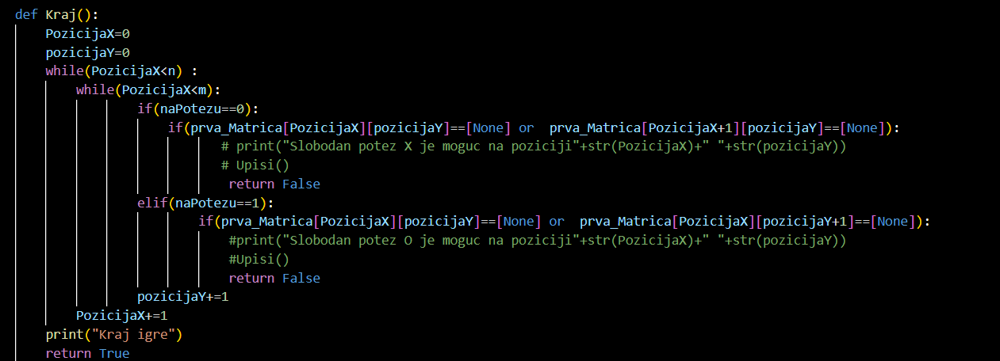 def Kraj():
    PozicijaX=0
    pozicijaY=0
    while(PozicijaX<n) :
        while(PozicijaX<m):
                if(naPotezu==0):
                    if(prva_Matrica[PozicijaX][pozicijaY]==[None] or  prva_Matrica[PozicijaX+1][pozicijaY]==[None]):
                           # print("Slobodan potez X je moguc na poziciji"+str(PozicijaX)+" "+str(pozicijaY))
                           # Upisi()
                            return False
                elif(naPotezu==1):
                        if(prva_Matrica[PozicijaX][pozicijaY]==[None] or  prva_Matrica[PozicijaX][pozicijaY+1]==[None]):
                            #print("Slobodan potez O je moguc na poziciji"+str(PozicijaX)+" "+str(pozicijaY))
                            #Upisi()
                            return False
                pozicijaY+=1
        PozicijaX+=1
    print("Kraj igre")
    return True